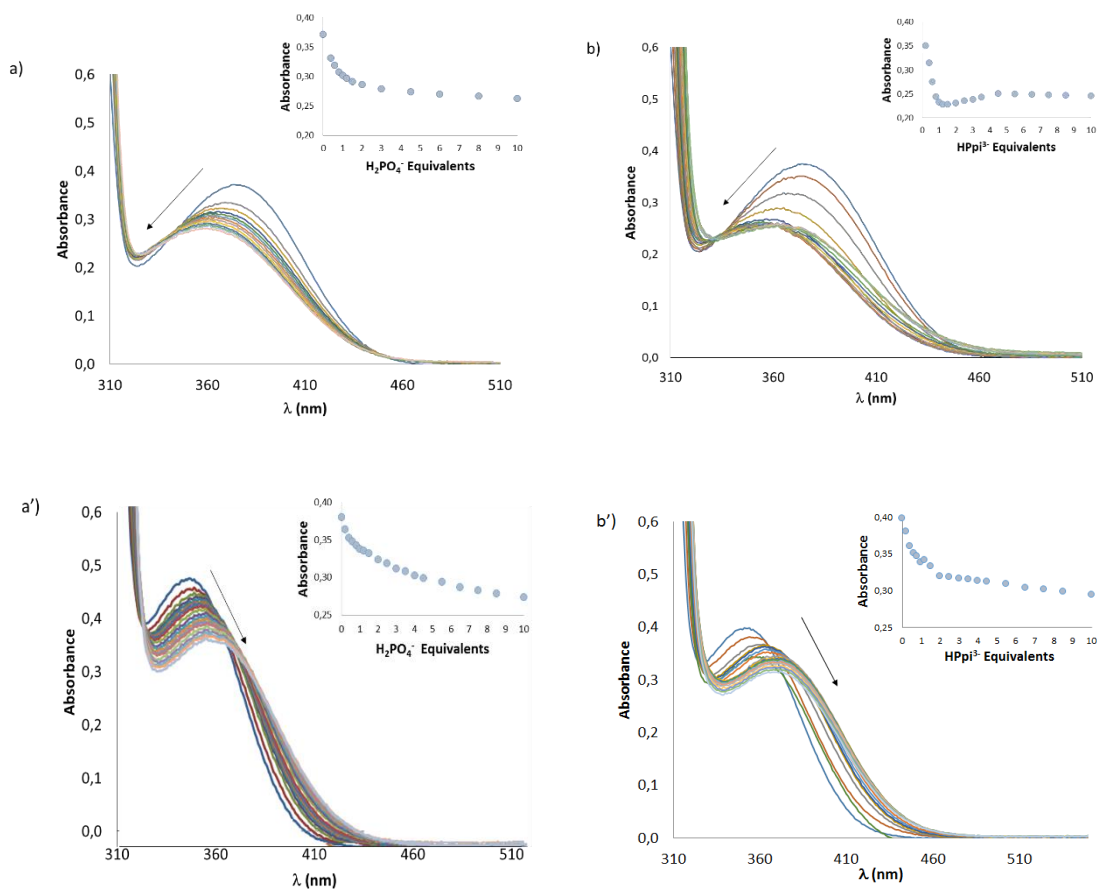 a)
Absorbance
0,6
0,5
0,4
0,3
0,2
0,1
0,0
310 360 410 460 510
λ (nm)
Absorbance
0,40
0,35
0,30
0,25
0,20
0 1 2 3 4 5 6 7 8 9 10
H₂PO₄⁻ Equivalents
b)
Absorbance
0,6
0,5
0,4
0,3
0,2
0,1
0,0
310 360 410 460 510
λ (nm)
Absorbance
0,40
0,35
0,30
0,25
0,20
0 1 2 3 4 5 6 7 8 9 10
HPpi³⁻ Equivalents
a')
Absorbance
0,6
0,5
0,4
0,3
0,2
0,1
0,0
310 360 410 460 510
λ (nm)
Absorbance
0,40
0,35
0,30
0,25
0 1 2 3 4 5 6 7 8 9 10
H₂PO₄⁻ Equivalents
b')
Absorbance
0,6
0,5
0,4
0,3
0,2
0,1
0,0
310 360 410 460 510
λ (nm)
Absorbance
0,40
0,35
0,30
0,25
0 1 2 3 4 5 6 7 8 9 10
HPpi³⁻ Equivalents